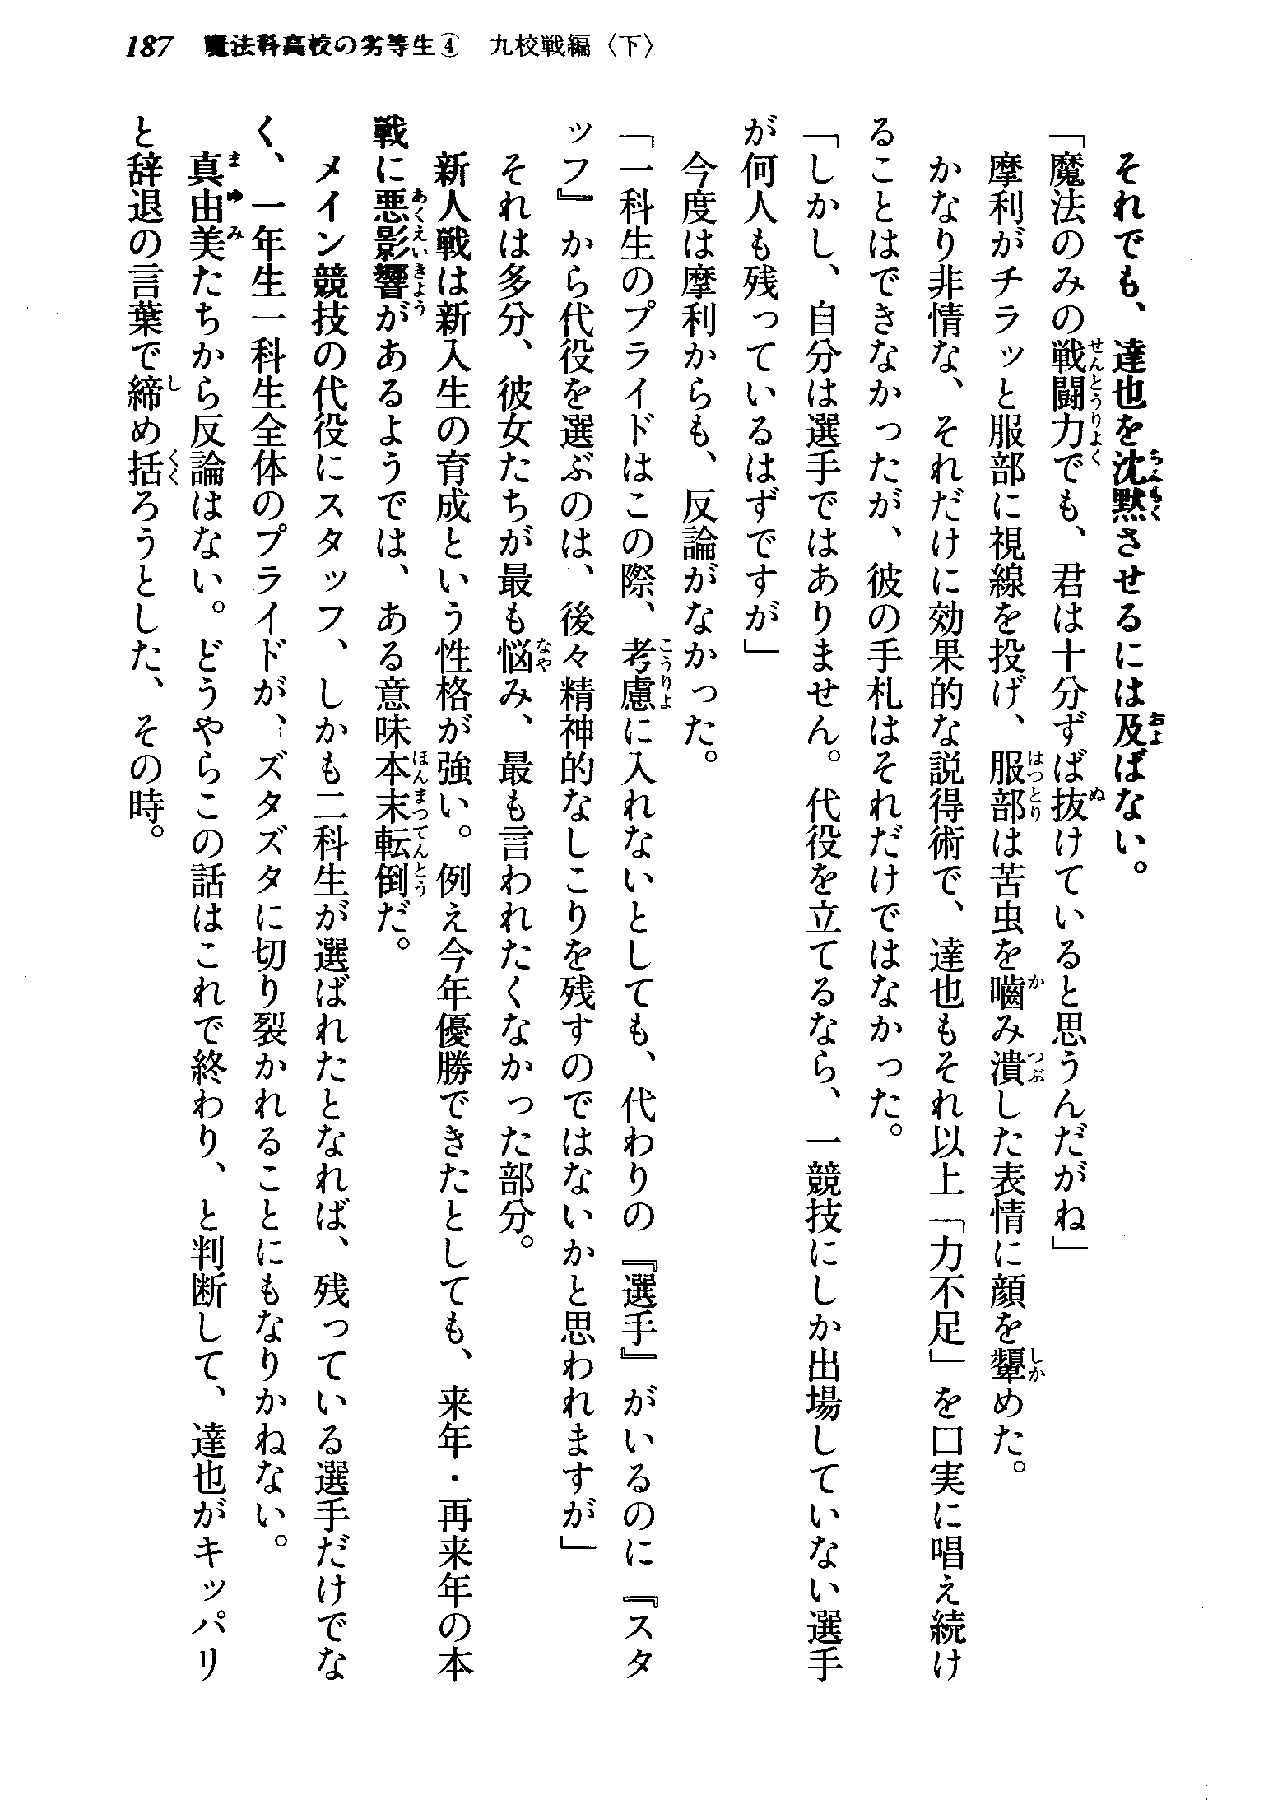 187　魔法科高校の劣等生④　九校戦編〈下〉
　それでも、達也を沈黙させるには及ばない。
「魔法のみの戦闘力でも、君は十分ずば抜けていると思うんだがね」
　摩利がチラッと服部に視線を投げ、服部は苦虫を嚙み潰した表情に顔を顰めた。
　かなり非情な、それだけに効果的な説得術で、達也もそれ以上「力不足」を口実に唱え続け
ることはできなかったが、彼の手札はそれだけではなかった。
「しかし、自分は選手ではありません。代役を立てるなら、一競技にしか出場していない選手
が何人も残っているはずですが」
　今度は摩利からも、反論がなかった。
「一科生のプライドはこの際、考慮に入れないとしても、代わりの『選手』がいるのに『スタ
ッフ』から代役を選ぶのは、後々精神的なしこりを残すのではないかと思われますが」
　それは多分、彼女たちが最も悩み、最も言われたくなかった部分。
　新人戦は新入生の育成という性格が強い。例え今年優勝できたとしても、来年・再来年の本
戦に悪影響があるようでは、ある意味本末転倒だ。
　メイン競技の代役にスタッフ、しかも二科生が選ばれたとなれば、残っている選手だけでな
く、一年生一科生全体のプライドが、ズタズタに切り裂かれることにもなりかねない。
　真由美たちから反論はない。どうやらこの話はこれで終わり、と判断して、達也がキッパリ
と辞退の言葉で締め括ろうとした、その時。